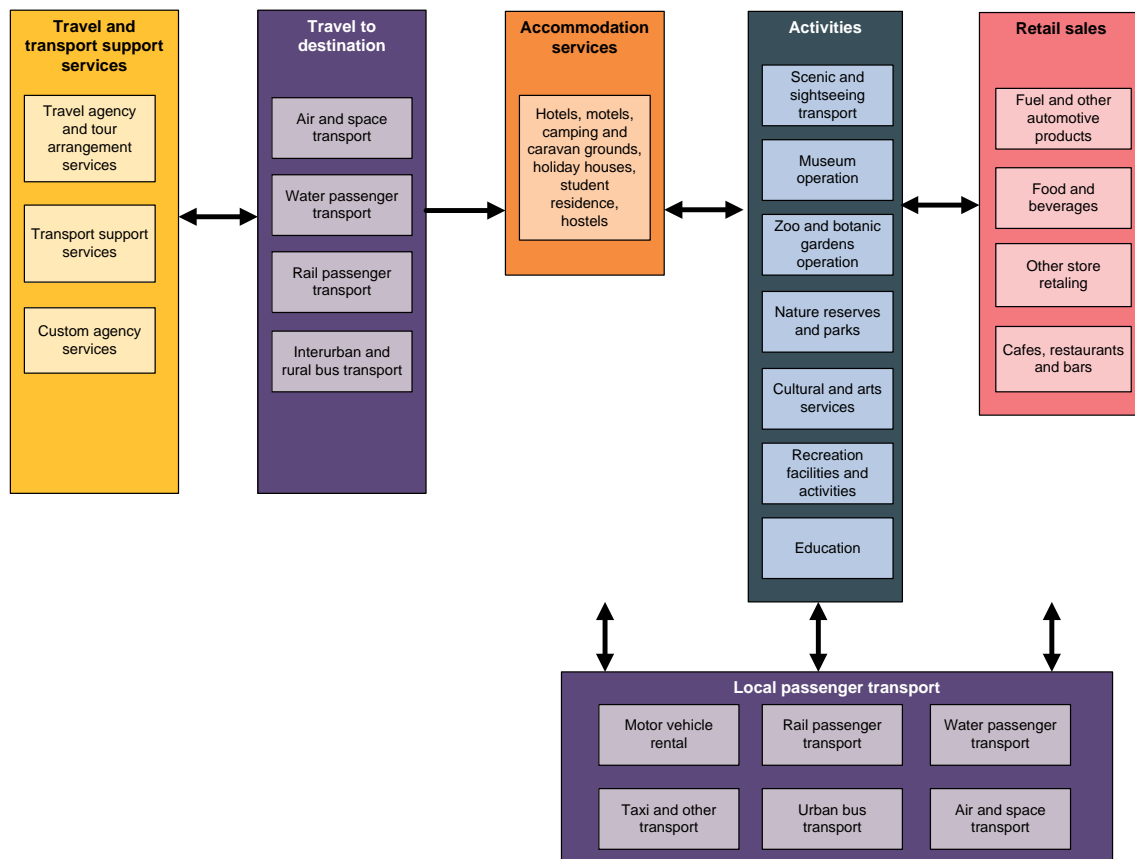 Travel and
transport support
services
Travel agency
and tour
arrangement
services
Transport support
services
Custom agency
services
Travel to
destination
Air and space
transport
Water passenger
transport
Rail passenger
transport
Interurban and
rural bus transport
Accommodation
services
Hotels, motels,
camping and
caravan grounds,
holiday houses,
student
residence,
hostels
Activities
Scenic and
sightseeing
transport
Museum
operation
Zoo and botanic
gardens
operation
Nature reserves
and parks
Cultural and arts
services
Recreation
facilities and
activities
Education
Retail sales
Fuel and other
automotive
products
Food and
beverages
Other store
retaling
Cafes, restaurants
and bars
Local passenger transport
Motor vehicle
rental
Rail passenger
transport
Water passenger
transport
Taxi and other
transport
Urban bus
transport
Air and space
transport